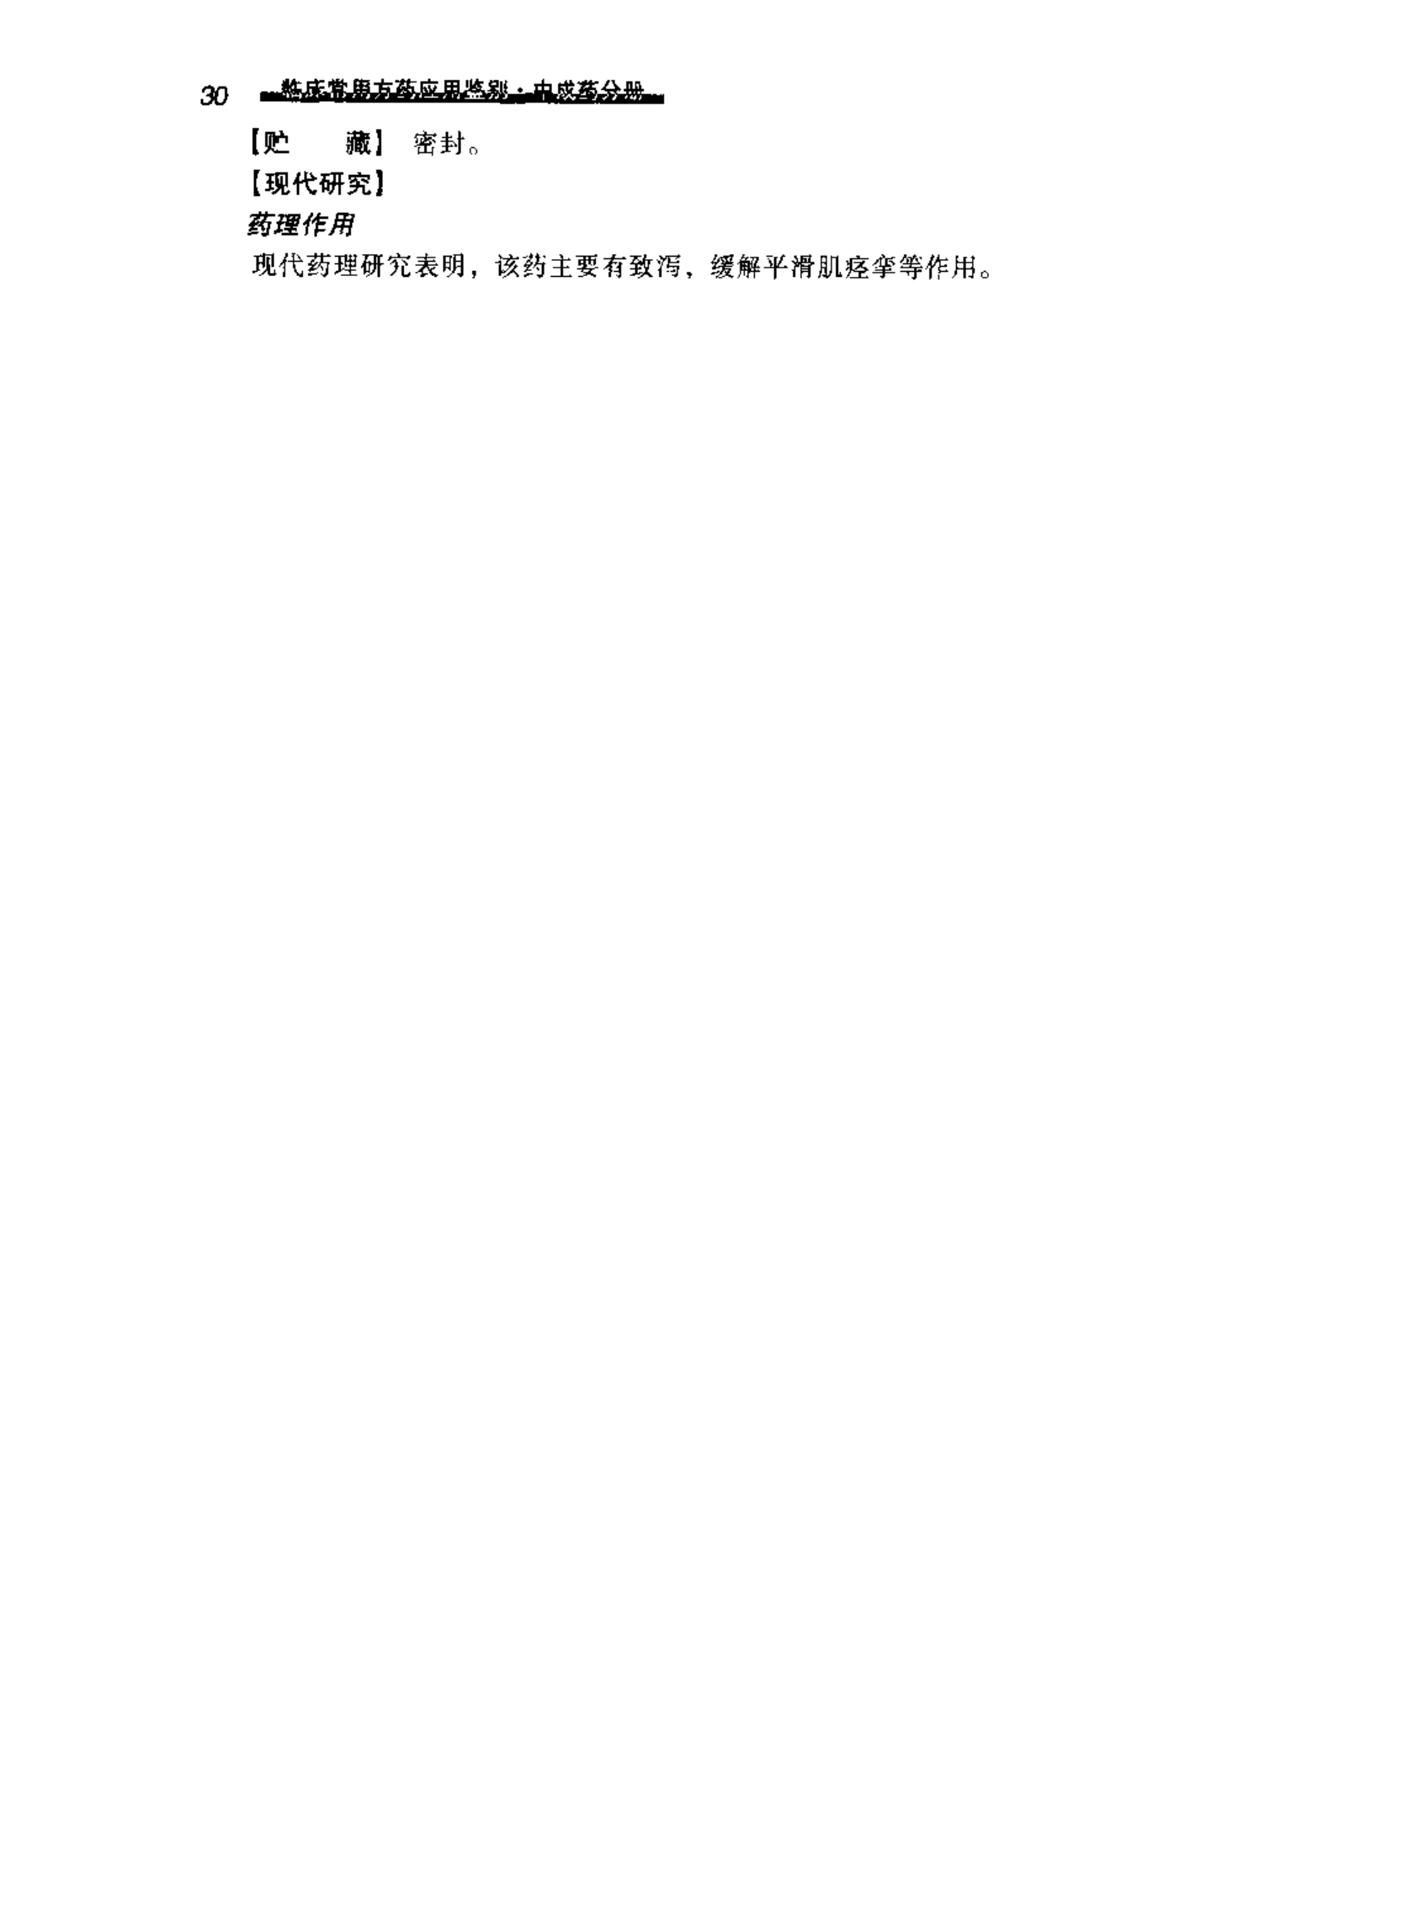 30 临床常用方药应用鉴别·中成药分册
【贮　　藏】　密封。
【现代研究】
药理作用
现代药理研究表明，该药主要有致泻，缓解平滑肌痉挛等作用。